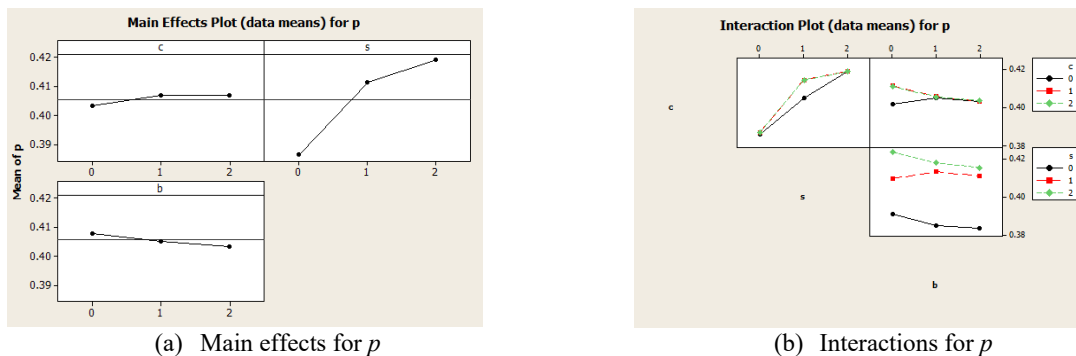 Main Effects Plot (data means) for p
c
s
0.42
0.41
0.40
0.39
0
1
2
b
0.42
0.41
0.40
0.39
0
1
2
0
1
2
Mean of p
(a) Main effects for p
Interaction Plot (data means) for p
0
1
2
0
1
2
c
0.42
0.40
0.38
c
0
1
2
s
0.42
0.40
0.38
s
0
1
2
b
(b) Interactions for p